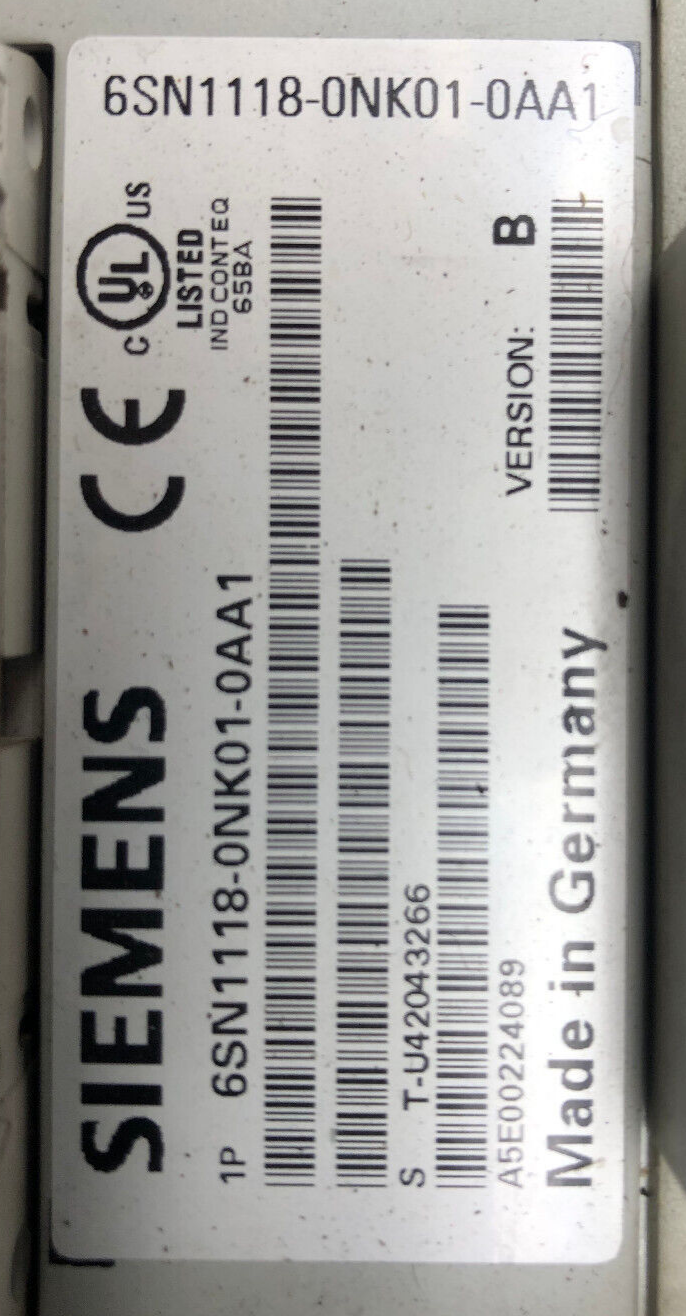 6SN1118-0NK01-0AA1
SIEMENS
CE
C UL US
LISTED
IND CONT EQ
65BA
1P 6SN1118-0NK01-0AA1
S T-U42043266
A5E00224089
VERSION: B
Made in Germany